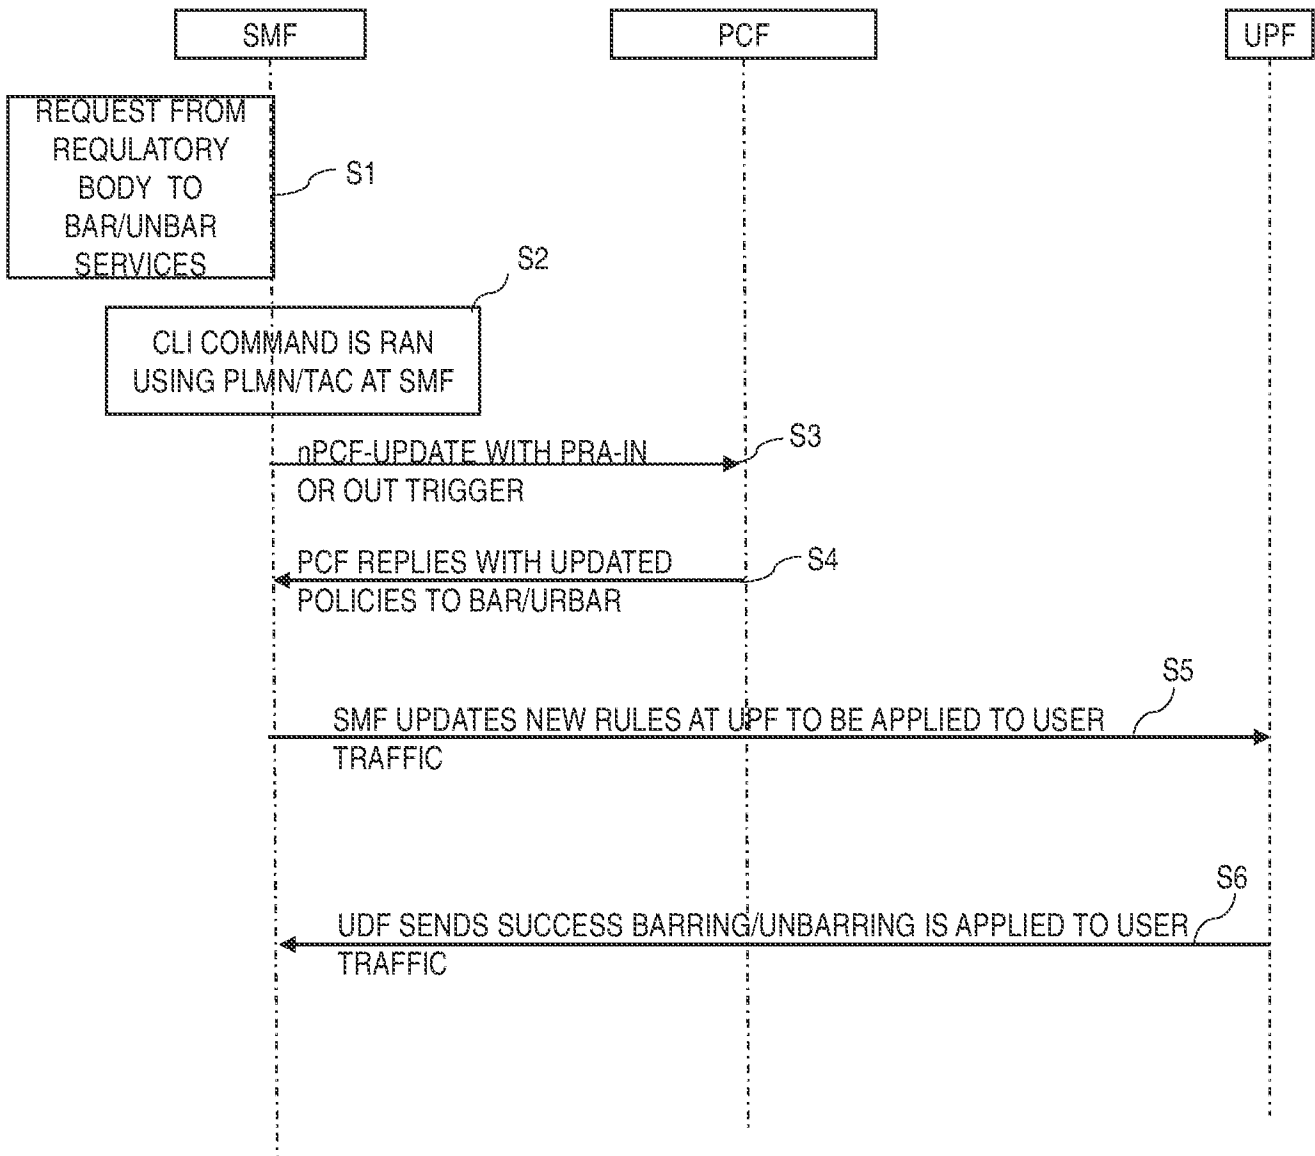 SMF
PCF
UPF
REQUEST FROM
REQULATORY
BODY TO
BAR/UNBAR
SERVICES
S1
S2
CLI COMMAND IS RAN
USING PLMN/TAC AT SMF
nPCF-UPDATE WITH PRA-IN
OR OUT TRIGGER
S3
PCF REPLIES WITH UPDATED
POLICIES TO BAR/URBAR
S4
S5
SMF UPDATES NEW RULES AT UPF TO BE APPLIED TO USER
TRAFFIC
S6
UDF SENDS SUCCESS BARRING/UNBARRING IS APPLIED TO USER
TRAFFIC